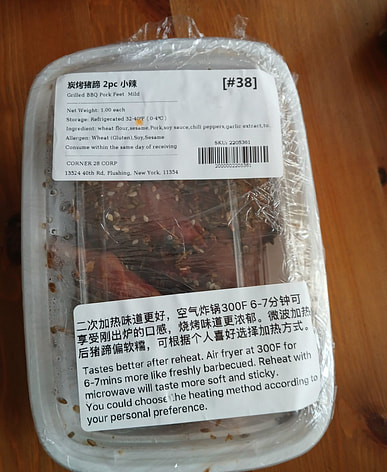 炭烤猪蹄 2pc 小辣
[#38]
Grilled BBQ Pork Feet Mild
Net Weight: 1.00 each
Storage: Refrigerated 32-40°F (0-4°C)
Ingredient: wheat flour,sesame,Pork,soy sauce,chili peppers,garlic extract,
Allergen: Wheat (Gluten),Soy,Sesame
SKU: 2205381
Consume within the same day of receiving
CORNER 28 CORP
13524 40th Rd, Flushing, New York, 11354
2000002205381
二次加热味道更好，空气炸锅300F 6-7分钟可
享受刚出炉的口感，烧烤味道更浓郁。微波加热
后猪蹄偏软糯，可根据个人喜好选择加热方式。
Tastes better after reheat. Air fryer at 300F for
6-7mins more like freshly barbecued. Reheat with
microwave will taste more soft and sticky.
You could choose the heating method according to
your personal preference.